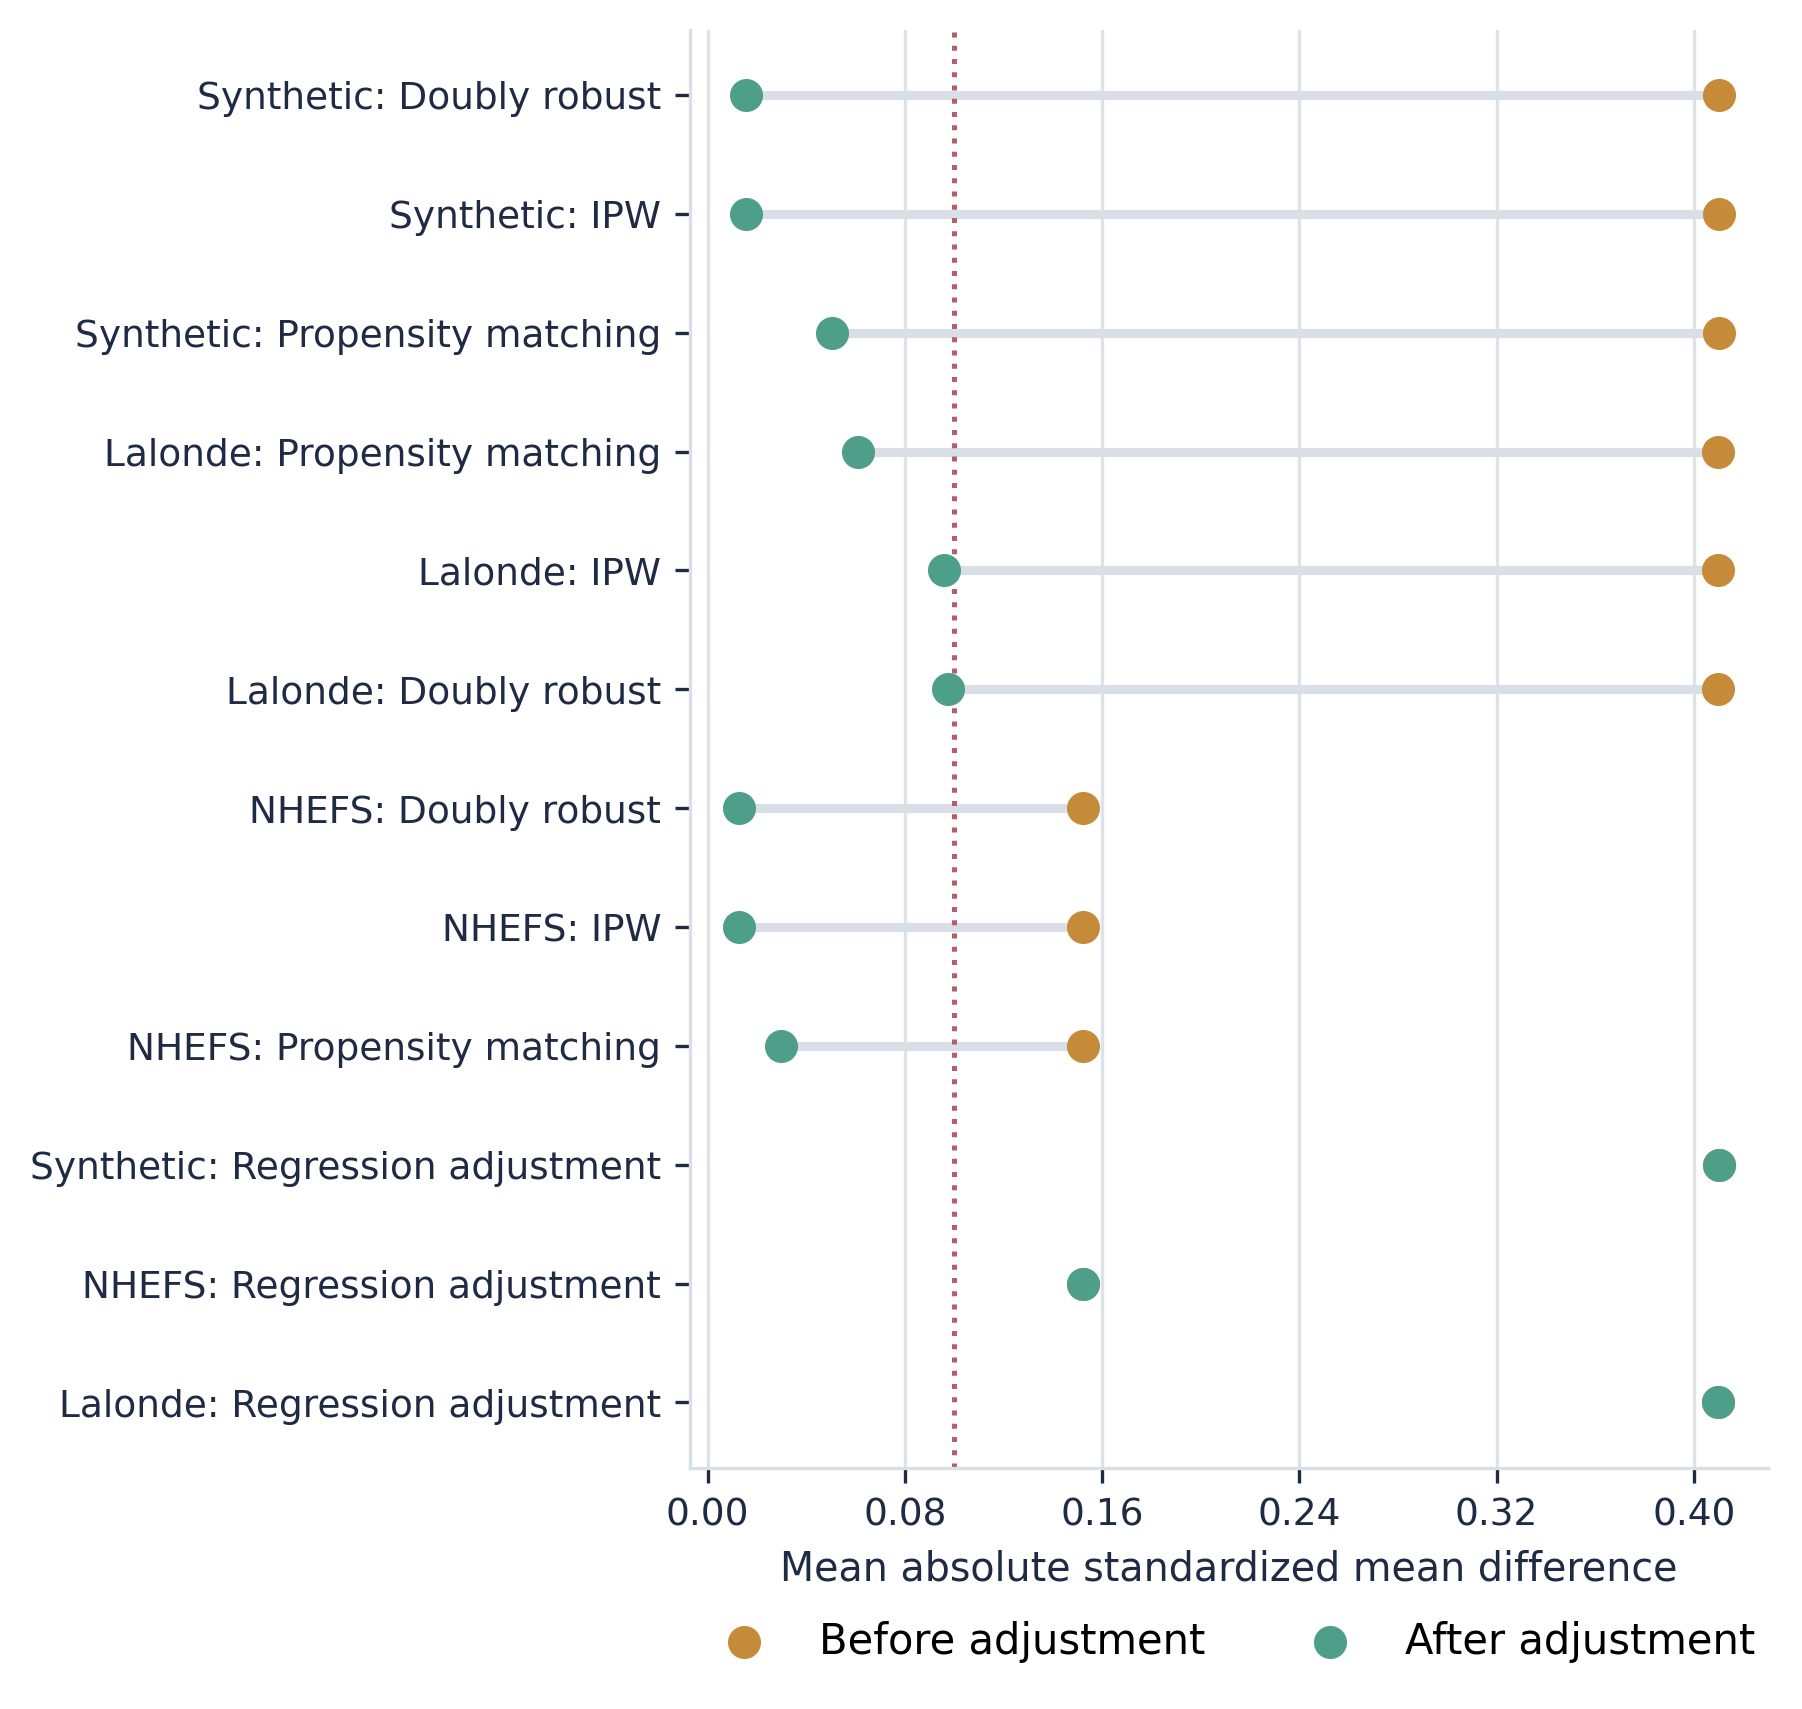 Synthetic: Doubly robust
Synthetic: IPW
Synthetic: Propensity matching
Lalonde: Propensity matching
Lalonde: IPW
Lalonde: Doubly robust
NHEFS: Doubly robust
NHEFS: IPW
NHEFS: Propensity matching
Synthetic: Regression adjustment
NHEFS: Regression adjustment
Lalonde: Regression adjustment
0.00 0.08 0.16 0.24 0.32 0.40
Mean absolute standardized mean difference
Before adjustment After adjustment